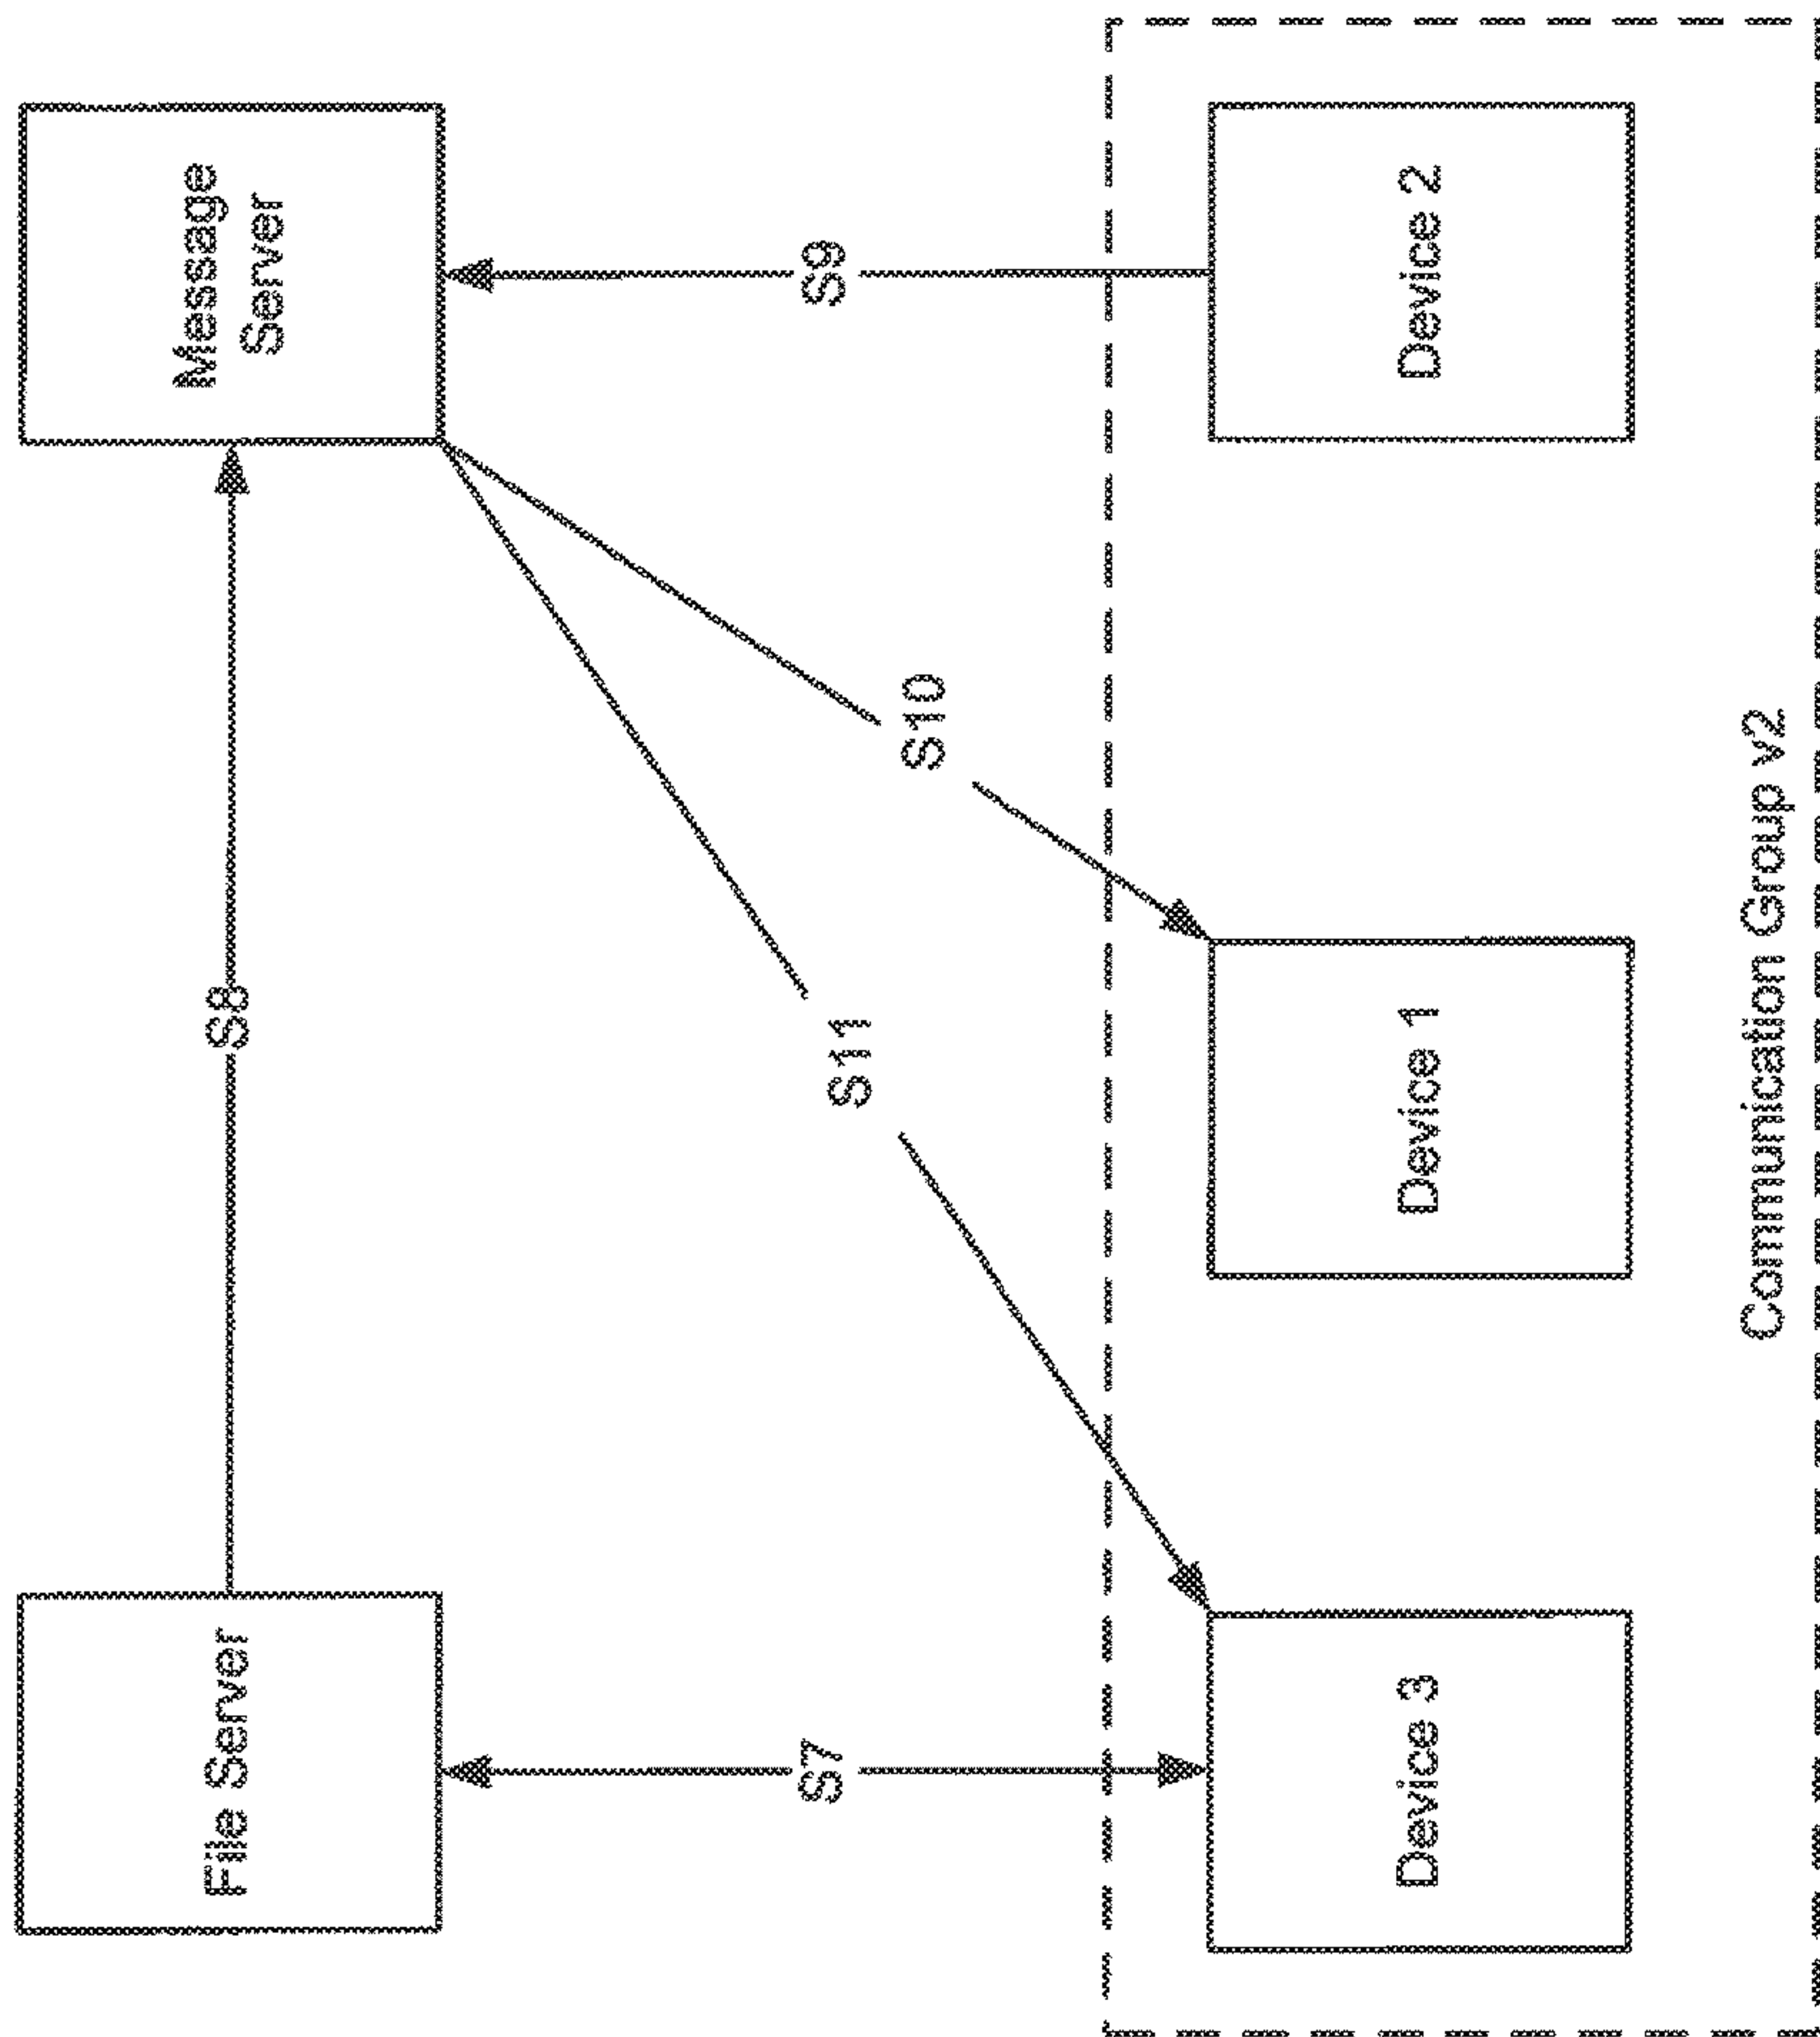 File Server
Message
Server
S8
S7
S11
S10
S9
Device 3
Device 1
Device 2
Communication Group v2